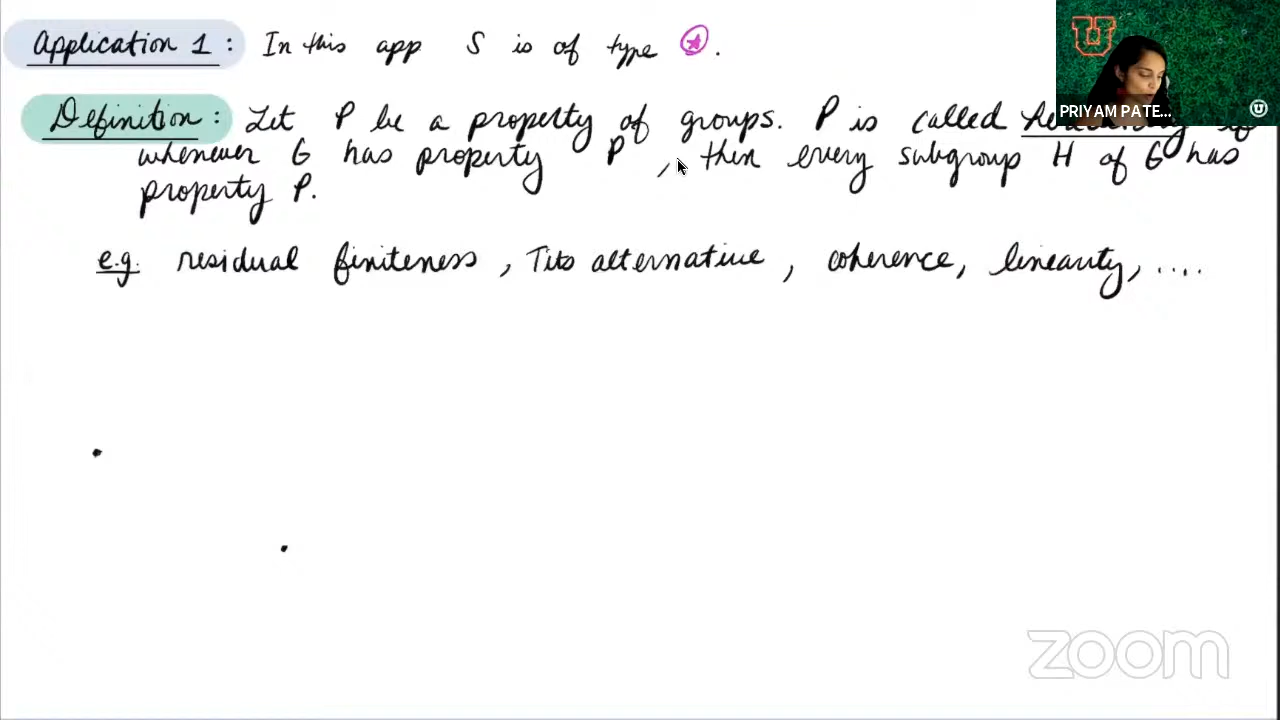 Application 1 : In this app S is of type ★.
PRIYAM PATE...
Definition : Let P be a property of groups. P is called if
whenever G has property P , then every subgroup H of G has
property P.
e.g. residual finiteness , Tits alternative , coherence, linearity, ....
zoom